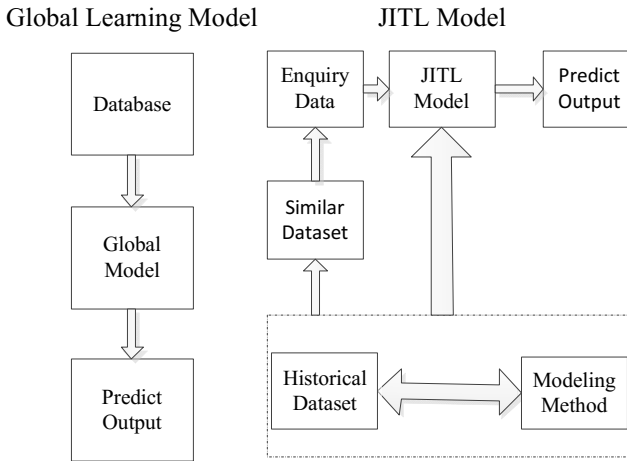 Global Learning Model
JITL Model
Database
Global
Model
Predict
Output
Enquiry
Data
JITL
Model
Predict
Output
Similar
Dataset
Historical
Dataset
Modeling
Method